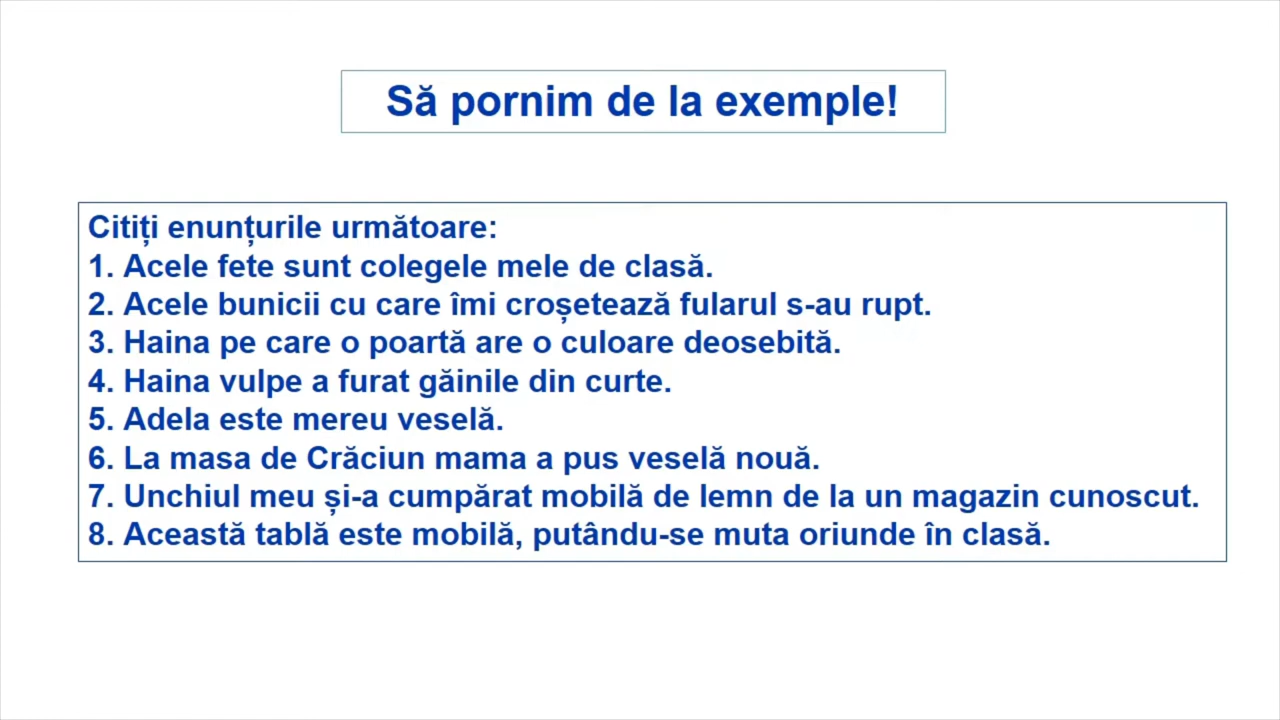 Să pornim de la exemple!
Citiți enunțurile următoare:
1. Acele fete sunt colegele mele de clasă.
2. Acele bunicii cu care îmi croșetează fularul s-au rupt.
3. Haina pe care o poartă are o culoare deosebită.
4. Haina vulpe a furat găinile din curte.
5. Adela este mereu veselă.
6. La masa de Crăciun mama a pus veselă nouă.
7. Unchiul meu și-a cumpărat mobilă de lemn de la un magazin cunoscut.
8. Această tablă este mobilă, putându-se muta oriunde în clasă.